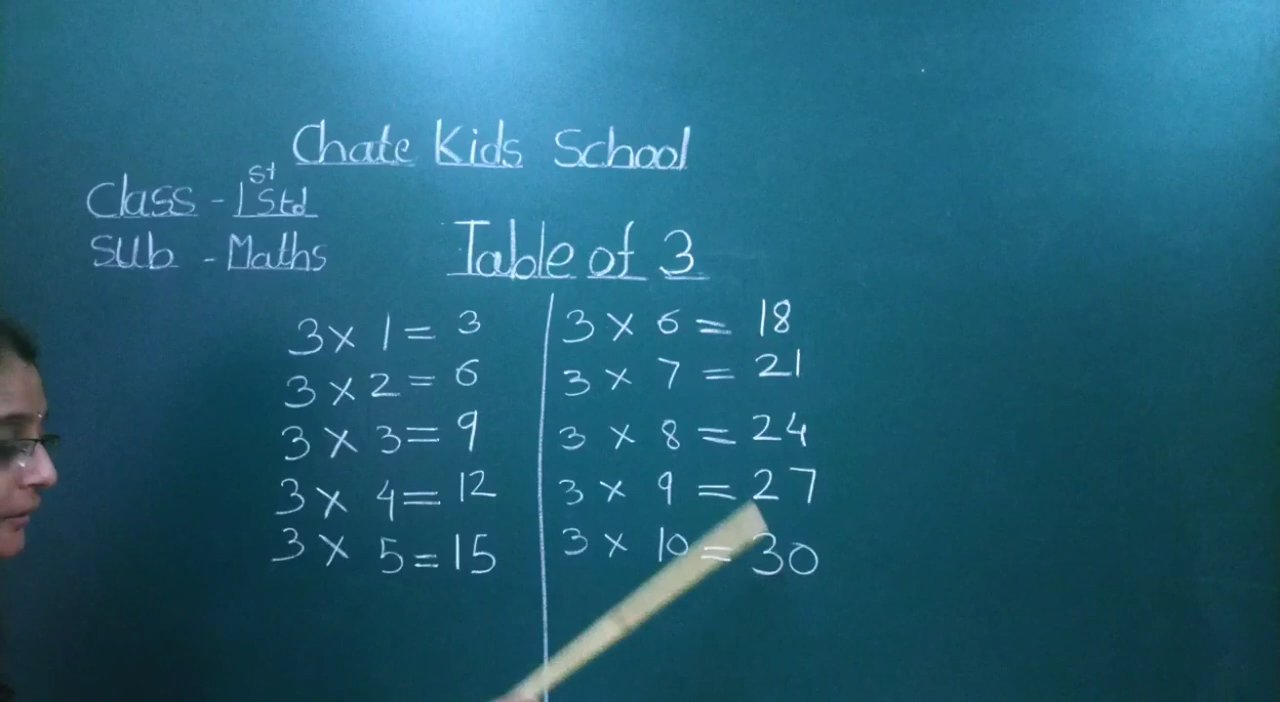 Chate Kids School
Class - 1st Std
Sub - Maths
Table of 3
3 x 1 = 3
3 x 2 = 6
3 x 3 = 9
3 x 4 = 12
3 x 5 = 15
3 x 6 = 18
3 x 7 = 21
3 x 8 = 24
3 x 9 = 27
3 x 10 = 30